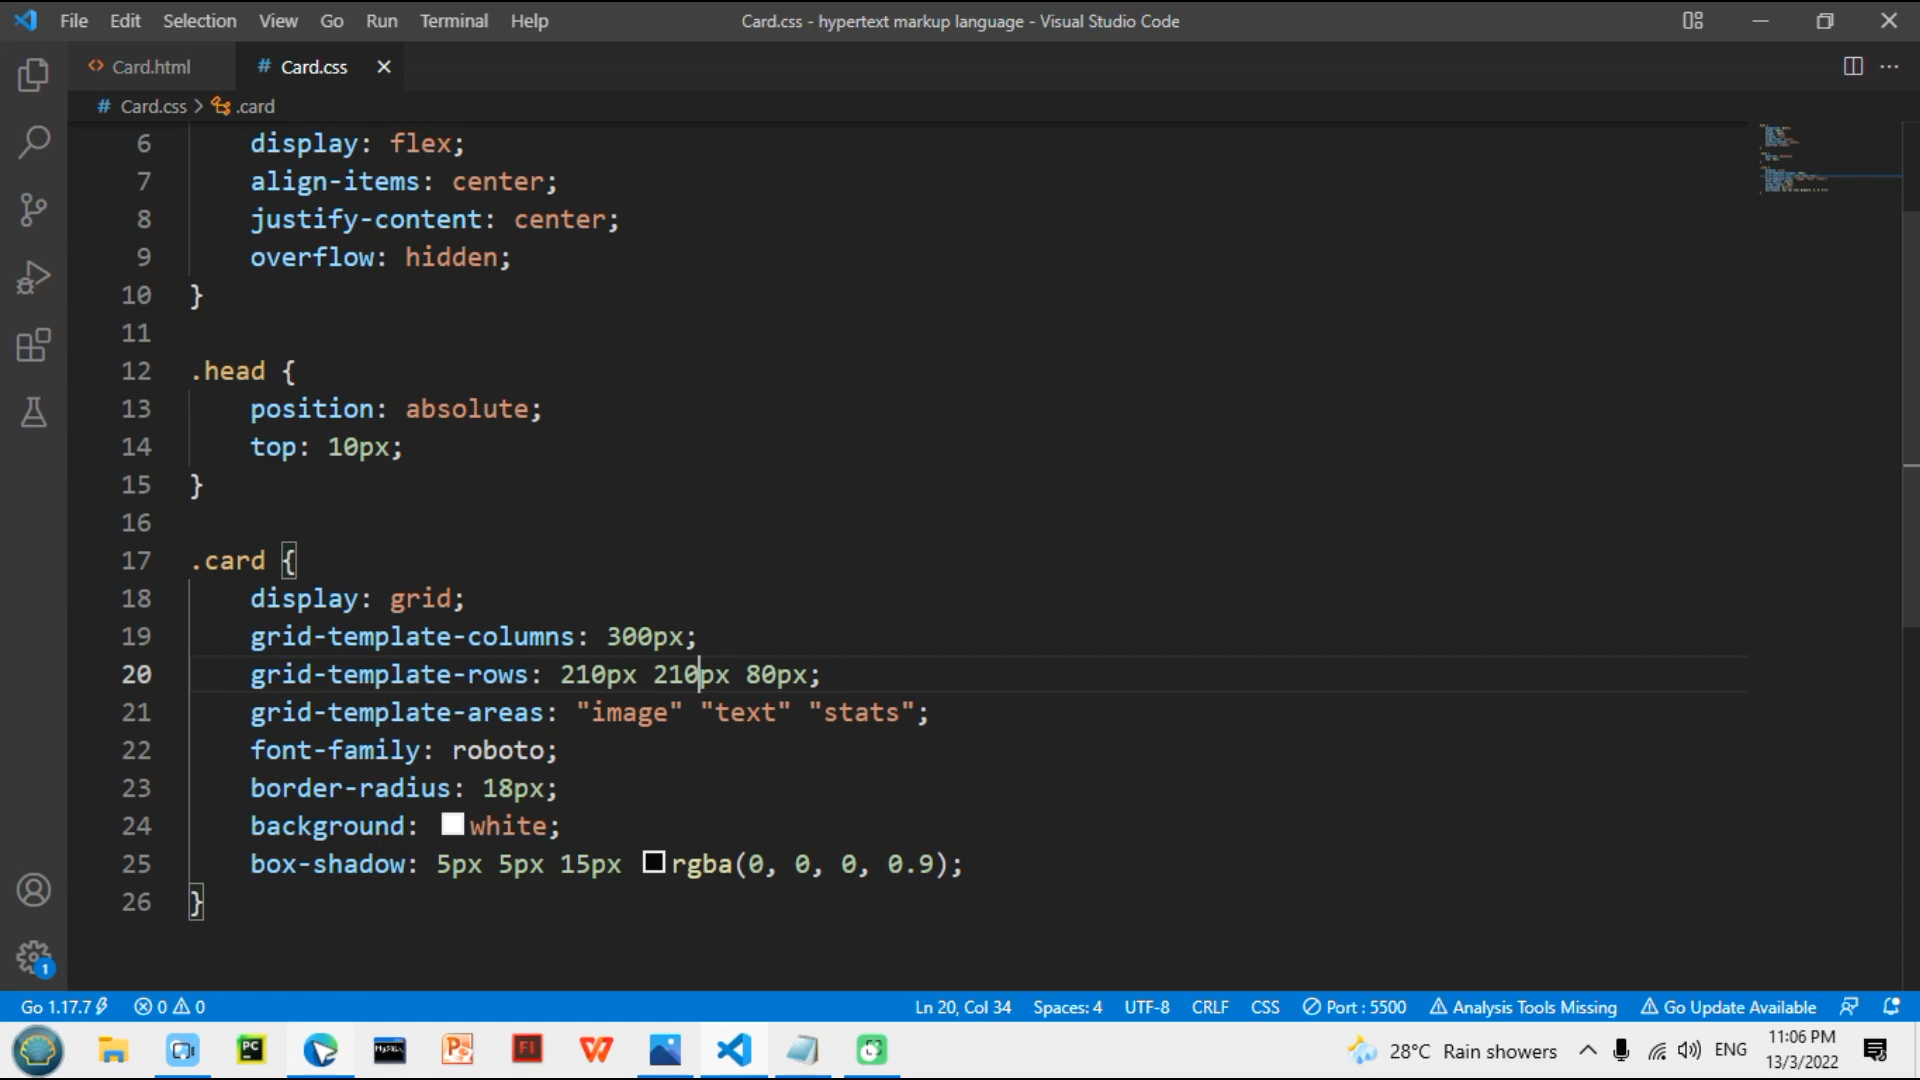 File Edit Selection View Go Run Terminal Help
Card.css - hypertext markup language - Visual Studio Code
Card.html # Card.css
# Card.css > .card
6 display: flex;
7 align-items: center;
8 justify-content: center;
9 overflow: hidden;
10 }
11
12 .head {
13 position: absolute;
14 top: 10px;
15 }
16
17 .card {
18 display: grid;
19 grid-template-columns: 300px;
20 grid-template-rows: 210px 210px 80px;
21 grid-template-areas: "image" "text" "stats";
22 font-family: roboto;
23 border-radius: 18px;
24 background: white;
25 box-shadow: 5px 5px 15px rgba(0, 0, 0, 0.9);
26 }
1
Go 1.17.7 0 0 Ln 20, Col 34 Spaces: 4 UTF-8 CRLF CSS Port : 5500 Analysis Tools Missing Go Update Available
PC MySQL P Fl W
28°C Rain showers ENG 11:06 PM
13/3/2022